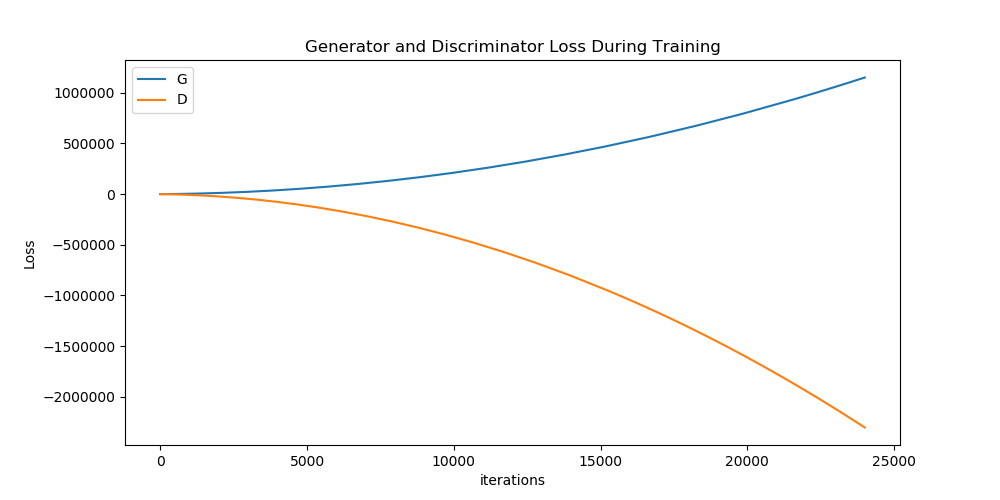 Generator and Discriminator Loss During Training
G
D
1000000
500000
0
−500000
−1000000
−1500000
−2000000
Loss
0 5000 10000 15000 20000 25000
iterations